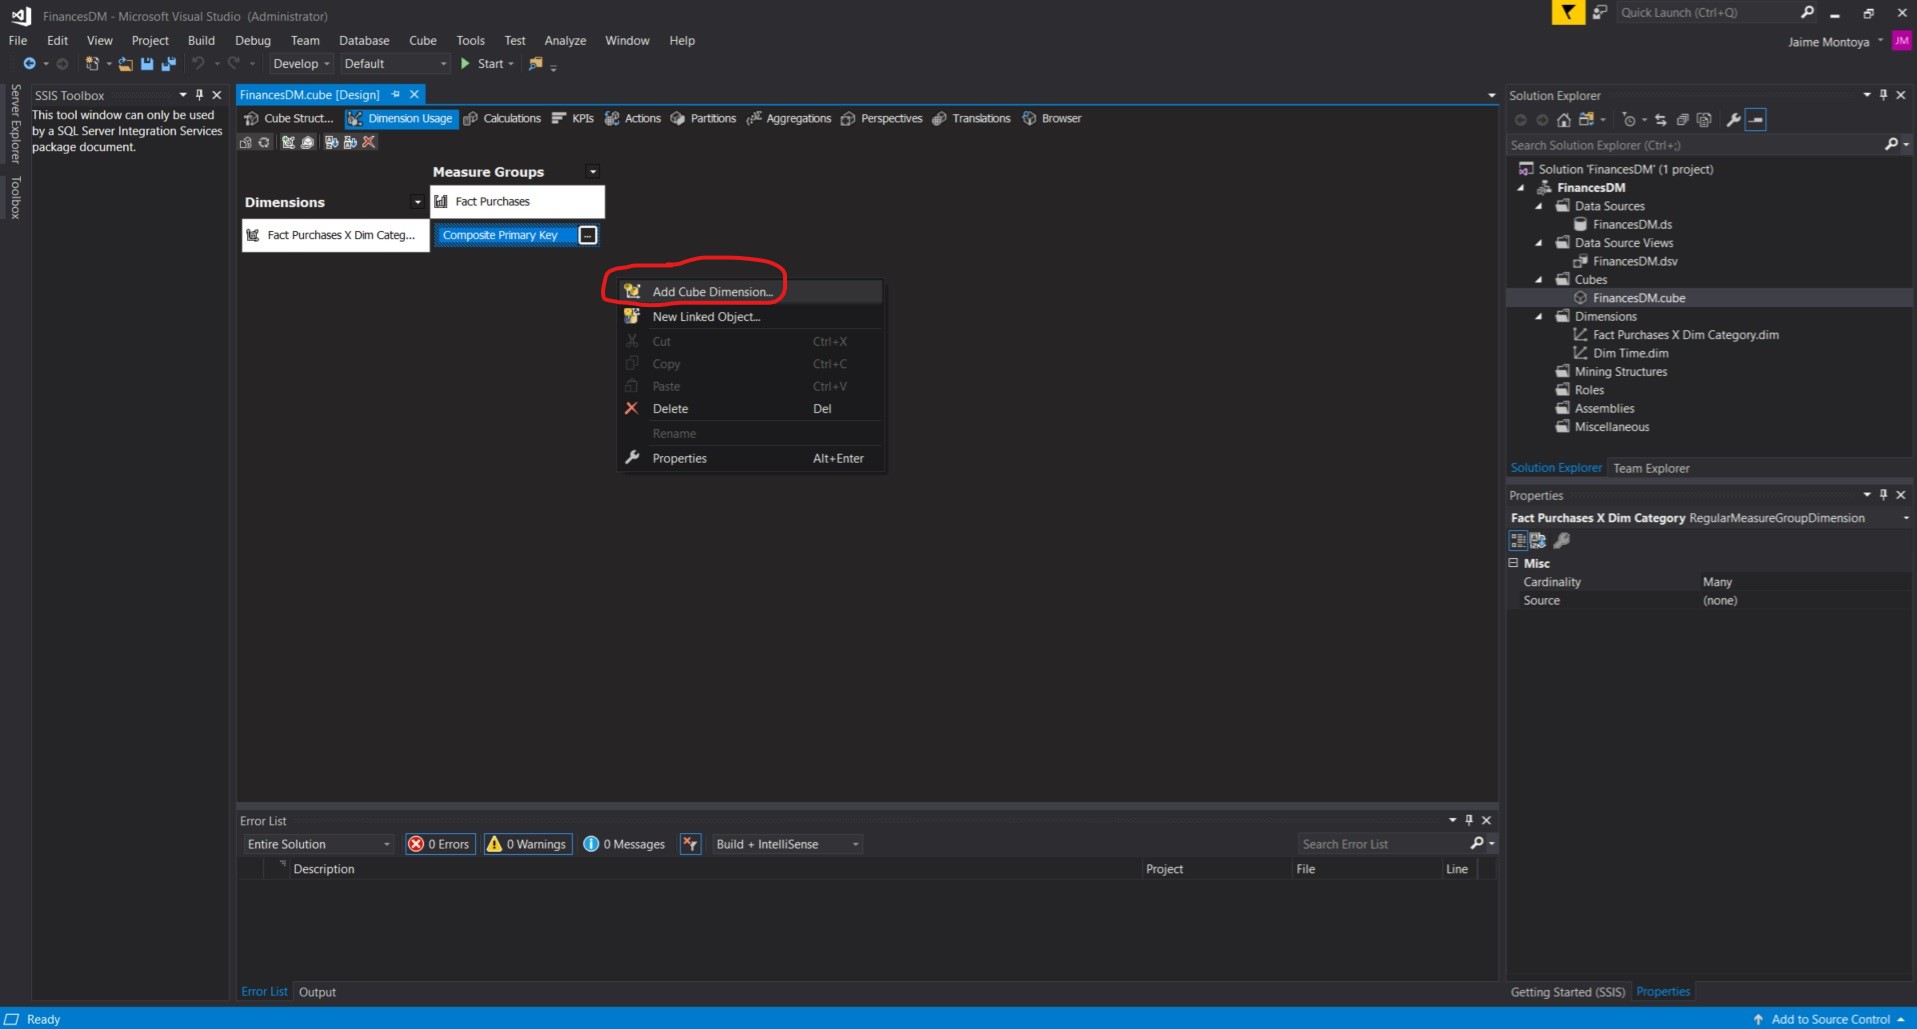 FinancesDM - Microsoft Visual Studio (Administrator)
Quick Launch (Ctrl+Q)
File Edit View Project Build Debug Team Database Cube Tools Test Analyze Window Help
Jaime Montoya JM
Develop Default Start
Server Explorer
Toolbox
SSIS Toolbox
This tool window can only be used
by a SQL Server Integration Services
package document.
FinancesDM.cube [Design]
Cube Struct... Dimension Usage Calculations KPIs Actions Partitions Aggregations Perspectives Translations Browser
Measure Groups
Dimensions
Fact Purchases
Fact Purchases X Dim Categ...
Composite Primary Key ...
Add Cube Dimension...
New Linked Object...
Cut Ctrl+X
Copy Ctrl+C
Paste Ctrl+V
Delete Del
Rename
Properties Alt+Enter
Error List
Entire Solution 0 Errors 0 Warnings 0 Messages Build + IntelliSense Search Error List
Description Project File Line
Error List Output
Solution Explorer
Search Solution Explorer (Ctrl+;)
Solution 'FinancesDM' (1 project)
FinancesDM
Data Sources
FinancesDM.ds
Data Source Views
FinancesDM.dsv
Cubes
FinancesDM.cube
Dimensions
Fact Purchases X Dim Category.dim
Dim Time.dim
Mining Structures
Roles
Assemblies
Miscellaneous
Solution Explorer Team Explorer
Properties
Fact Purchases X Dim Category RegularMeasureGroupDimension
Misc
Cardinality Many
Source (none)
Getting Started (SSIS) Properties
Ready
Add to Source Control